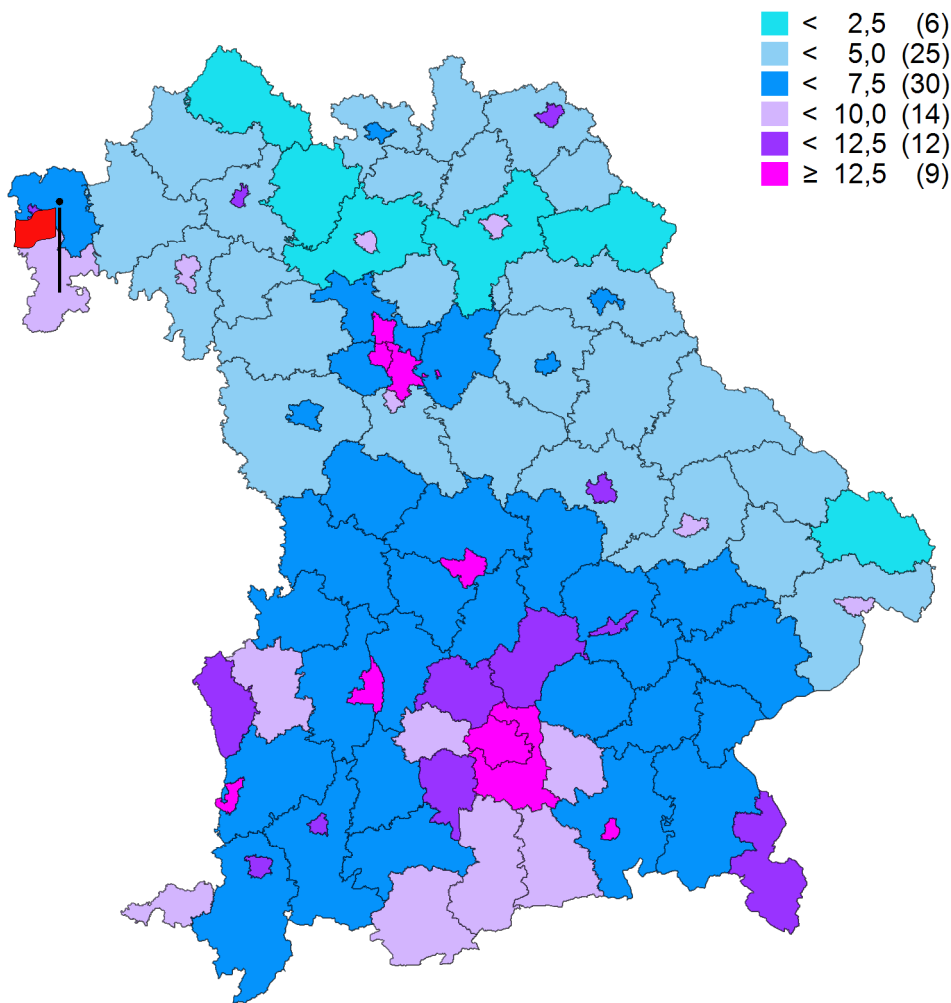 < 2,5 (6)
< 5,0 (25)
< 7,5 (30)
< 10,0 (14)
< 12,5 (12)
≥ 12,5 (9)